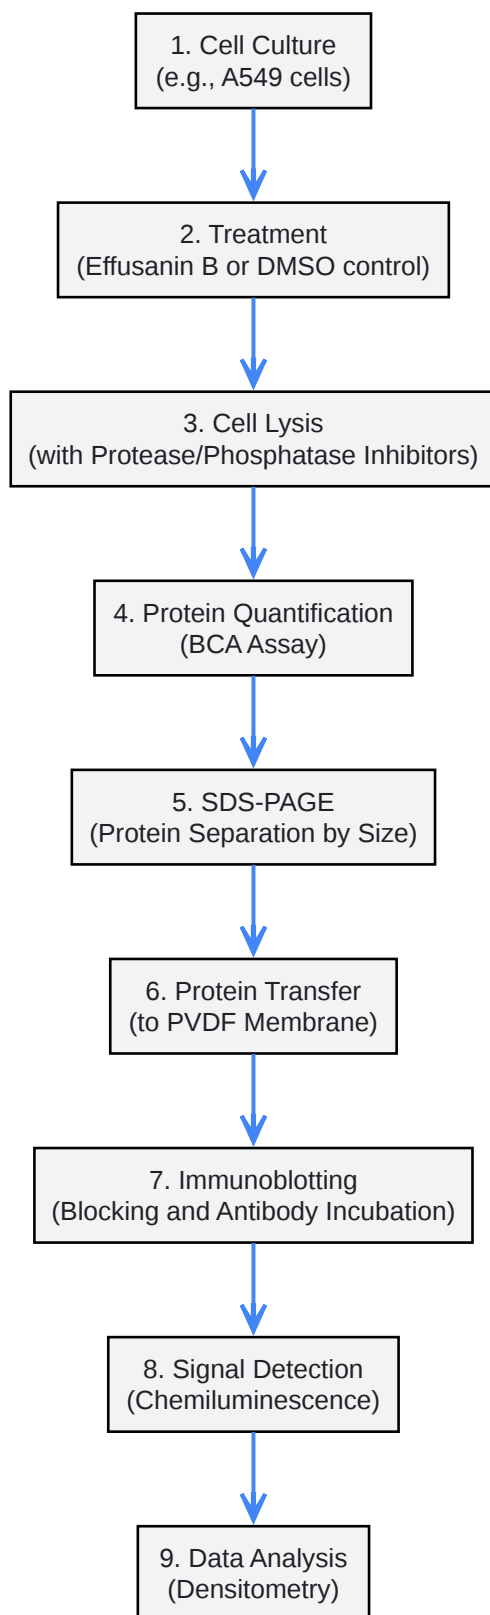 1. Cell Culture
(e.g., A549 cells)
2. Treatment
(Effusanin B or DMSO control)
3. Cell Lysis
(with Protease/Phosphatase Inhibitors)
4. Protein Quantification
(BCA Assay)
5. SDS-PAGE
(Protein Separation by Size)
6. Protein Transfer
(to PVDF Membrane)
7. Immunoblotting
(Blocking and Antibody Incubation)
8. Signal Detection
(Chemiluminescence)
9. Data Analysis
(Densitometry)